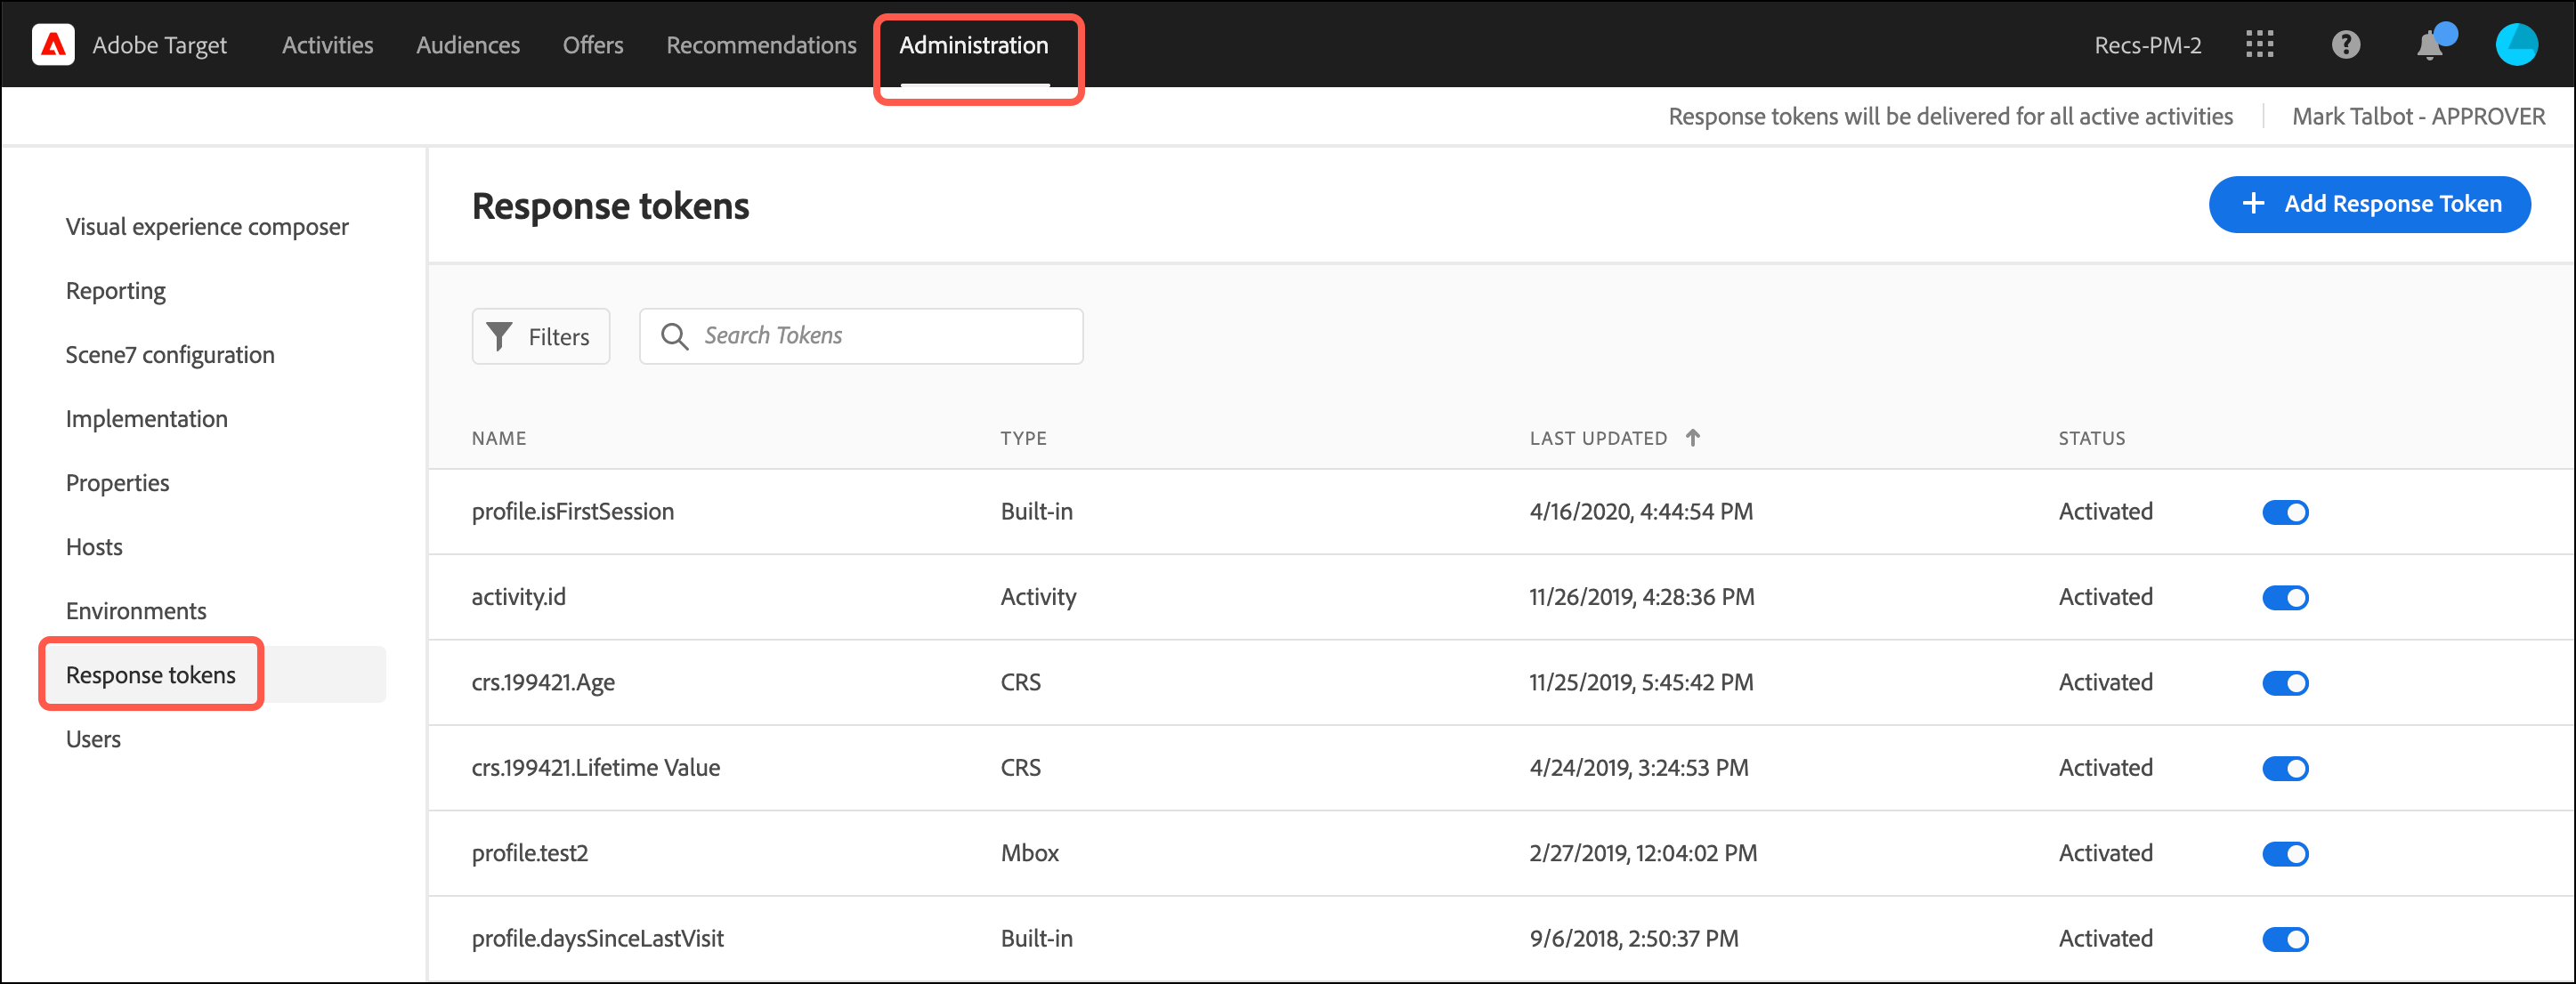 Adobe Target Activities Audiences Offers Recommendations Administration Recs-PM-2
Response tokens will be delivered for all active activities Mark Talbot - APPROVER
Visual experience composer
Reporting
Scene7 configuration
Implementation
Properties
Hosts
Environments
Response tokens
Users
Response tokens
+ Add Response Token
Filters Search Tokens
NAME TYPE LAST UPDATED STATUS
profile.isFirstSession Built-in 4/16/2020, 4:44:54 PM Activated
activity.id Activity 11/26/2019, 4:28:36 PM Activated
crs.199421.Age CRS 11/25/2019, 5:45:42 PM Activated
crs.199421.Lifetime Value CRS 4/24/2019, 3:24:53 PM Activated
profile.test2 Mbox 2/27/2019, 12:04:02 PM Activated
profile.daysSinceLastVisit Built-in 9/6/2018, 2:50:37 PM Activated